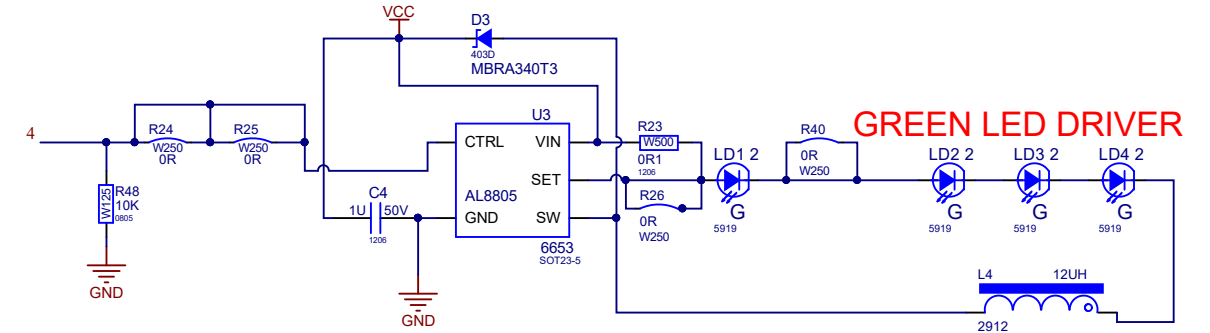 VCC
D3
403D
MBRA340T3
4
R24
W250
0R
R25
W250
0R
R48
10K
0805
W125
C4
1U
50V
1206
GND
GND
U3
CTRL
VIN
SET
AL8805
GND
SW
6653
SOT23-5
R23
W500
0R1
1206
R26
0R
W250
LD1 2
G
5919
R40
0R
W250
GREEN LED DRIVER
LD2 2
G
5919
LD3 2
G
5919
LD4 2
G
5919
L4
12UH
2912